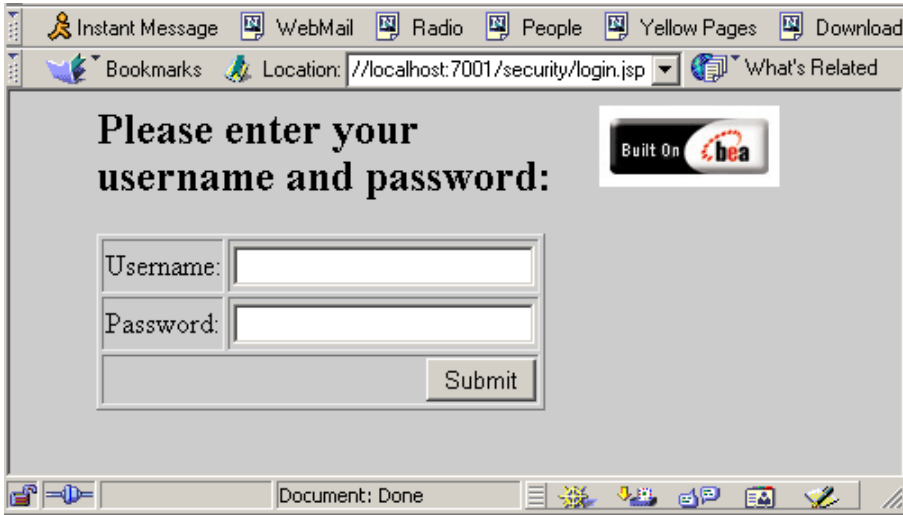 Instant Message WebMail Radio People Yellow Pages Download
Bookmarks Location: //localhost:7001/security/login.jsp What's Related
Please enter your
username and password:
Built On bea
Username:
Password:
Submit
Document: Done